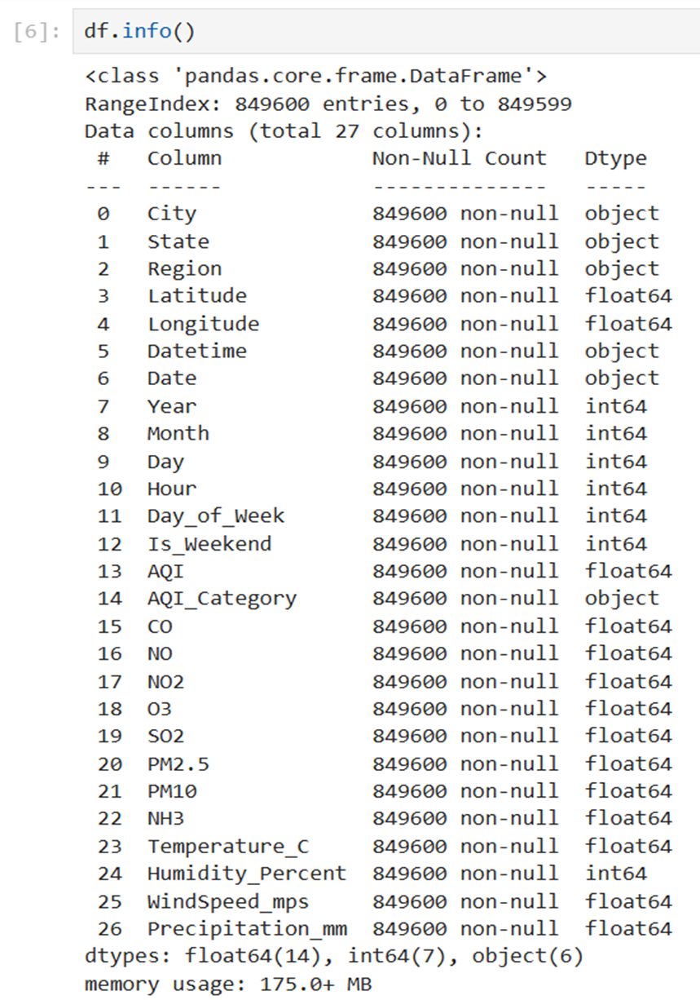 [6]: df.info()
<class 'pandas.core.frame.DataFrame'>
RangeIndex: 849600 entries, 0 to 849599
Data columns (total 27 columns):
 #   Column            Non-Null Count   Dtype
---  ------            --------------   -----
 0   City              849600 non-null  object
 1   State             849600 non-null  object
 2   Region            849600 non-null  object
 3   Latitude          849600 non-null  float64
 4   Longitude         849600 non-null  float64
 5   Datetime          849600 non-null  object
 6   Date              849600 non-null  object
 7   Year              849600 non-null  int64
 8   Month             849600 non-null  int64
 9   Day               849600 non-null  int64
 10  Hour              849600 non-null  int64
 11  Day_of_Week       849600 non-null  int64
 12  Is_Weekend        849600 non-null  int64
 13  AQI               849600 non-null  float64
 14  AQI_Category      849600 non-null  object
 15  CO                849600 non-null  float64
 16  NO                849600 non-null  float64
 17  NO2               849600 non-null  float64
 18  O3                849600 non-null  float64
 19  SO2               849600 non-null  float64
 20  PM2.5             849600 non-null  float64
 21  PM10              849600 non-null  float64
 22  NH3               849600 non-null  float64
 23  Temperature_C     849600 non-null  float64
 24  Humidity_Percent  849600 non-null  int64
 25  WindSpeed_mps     849600 non-null  float64
 26  Precipitation_mm  849600 non-null  float64
dtypes: float64(14), int64(7), object(6)
memory usage: 175.0+ MB